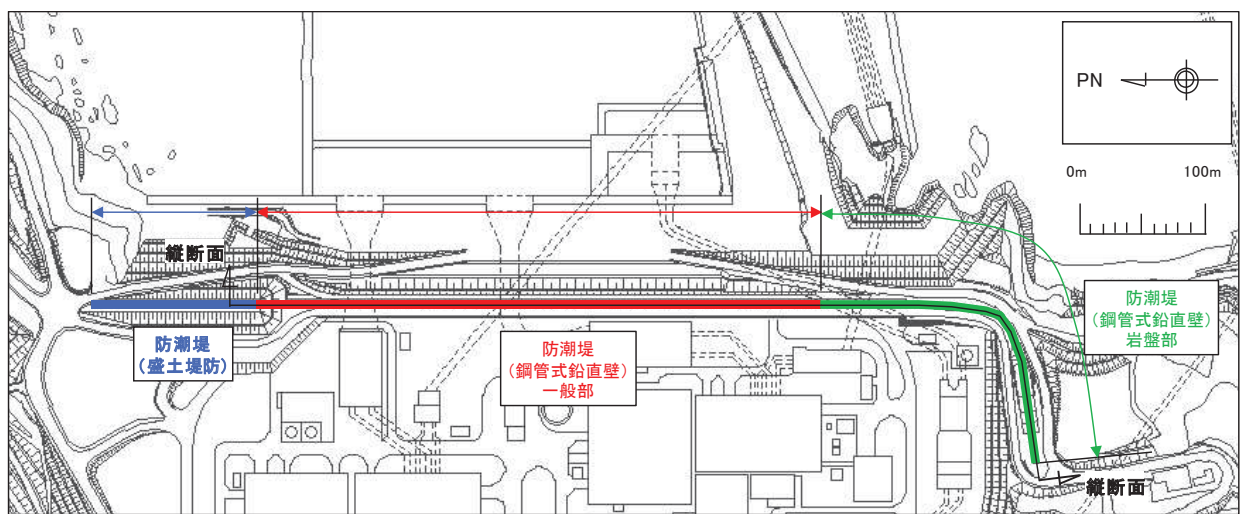 PN
0m 100m
縦断面
防潮堤
(盛土堤防)
防潮堤
(鋼管式鉛直壁)
一般部
防潮堤
(鋼管式鉛直壁)
岩盤部
縦断面